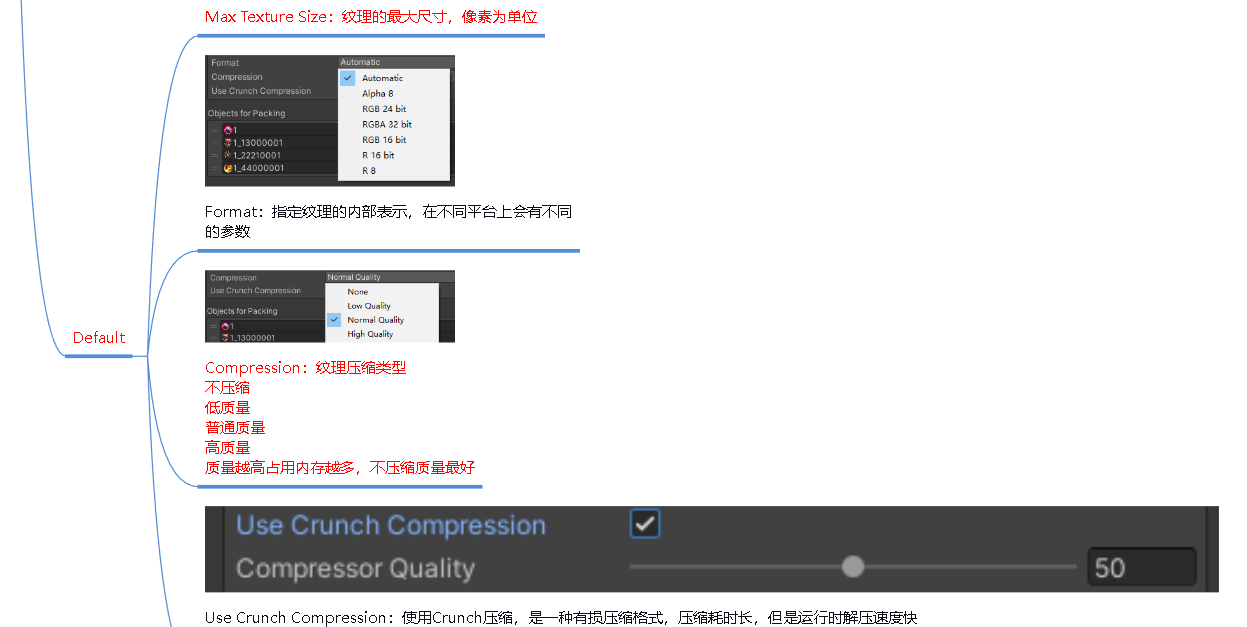 Max Texture Size：纹理的最大尺寸，像素为单位
Format Automatic
Compression
Use Crunch Compression
Objects for Packing
1
1_13000001
1_22210001
1_44000001
Automatic
Alpha 8
RGB 24 bit
RGBA 32 bit
RGB 16 bit
R 16 bit
R 8
Format：指定纹理的内部表示，在不同平台上会有不同
的参数
Compression Normal Quality
Use Crunch Compression
Objects for Packing
1
1_13000001
None
Low Quality
Normal Quality
High Quality
Default
Compression：纹理压缩类型
不压缩
低质量
普通质量
高质量
质量越高占用内存越多，不压缩质量最好
Use Crunch Compression
Compressor Quality 50
Use Crunch Compression：使用Crunch压缩，是一种有损压缩格式，压缩耗时长，但是运行时解压速度快